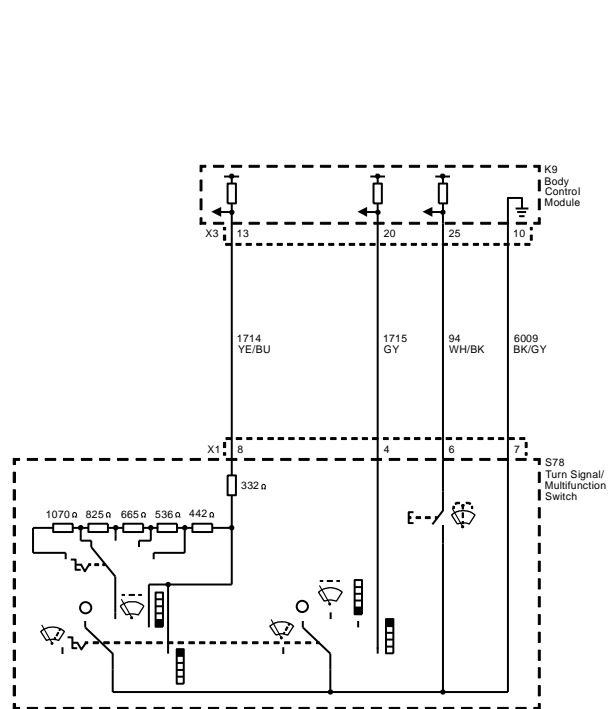 K9
Body
Control
Module
X3 13 20 25 10
1714
YE/BU
1715
GY
94
WH/BK
6009
BK/GY
X1 8 4 6 7
S78
Turn Signal/
Multifunction
Switch
332 Ω
1070 Ω 825 Ω 665 Ω 536 Ω 442 Ω